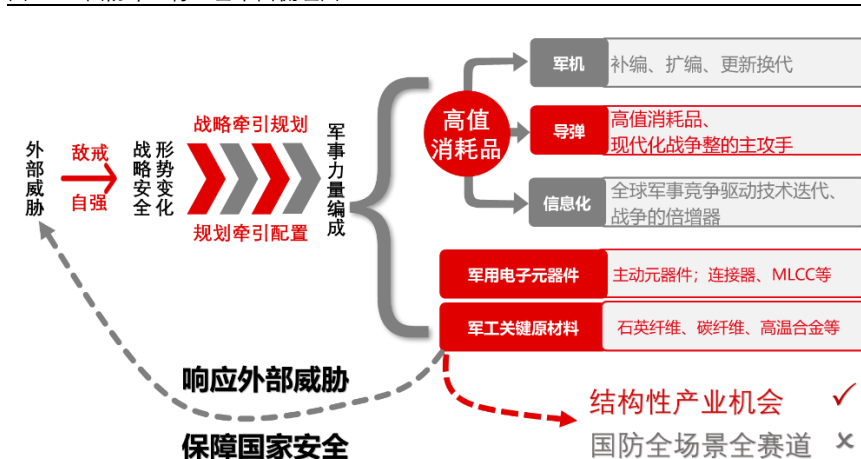 军机
补编、扩编、更新换代
高值
消耗品
导弹
高值消耗品、
现代化战争整的主攻手
信息化
全球军事竞争驱动技术迭代、
战争的倍增器
外部威胁
敌戒
自强
战略安全
形势变化
战略牵引规划
规划牵引配置
军事力量编成
军用电子元器件
主动元器件；连接器、MLCC等
军工关键原材料
石英纤维、碳纤维、高温合金等
响应外部威胁
保障国家安全
结构性产业机会 ✓
国防全场景全赛道 ×